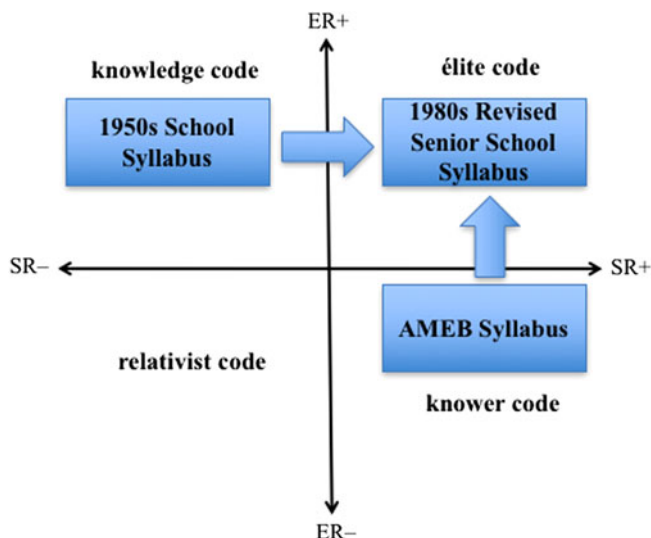 ER+
knowledge code
élite code
1950s School
Syllabus
1980s Revised
Senior School
Syllabus
SR–
SR+
AMEB Syllabus
relativist code
knower code
ER–